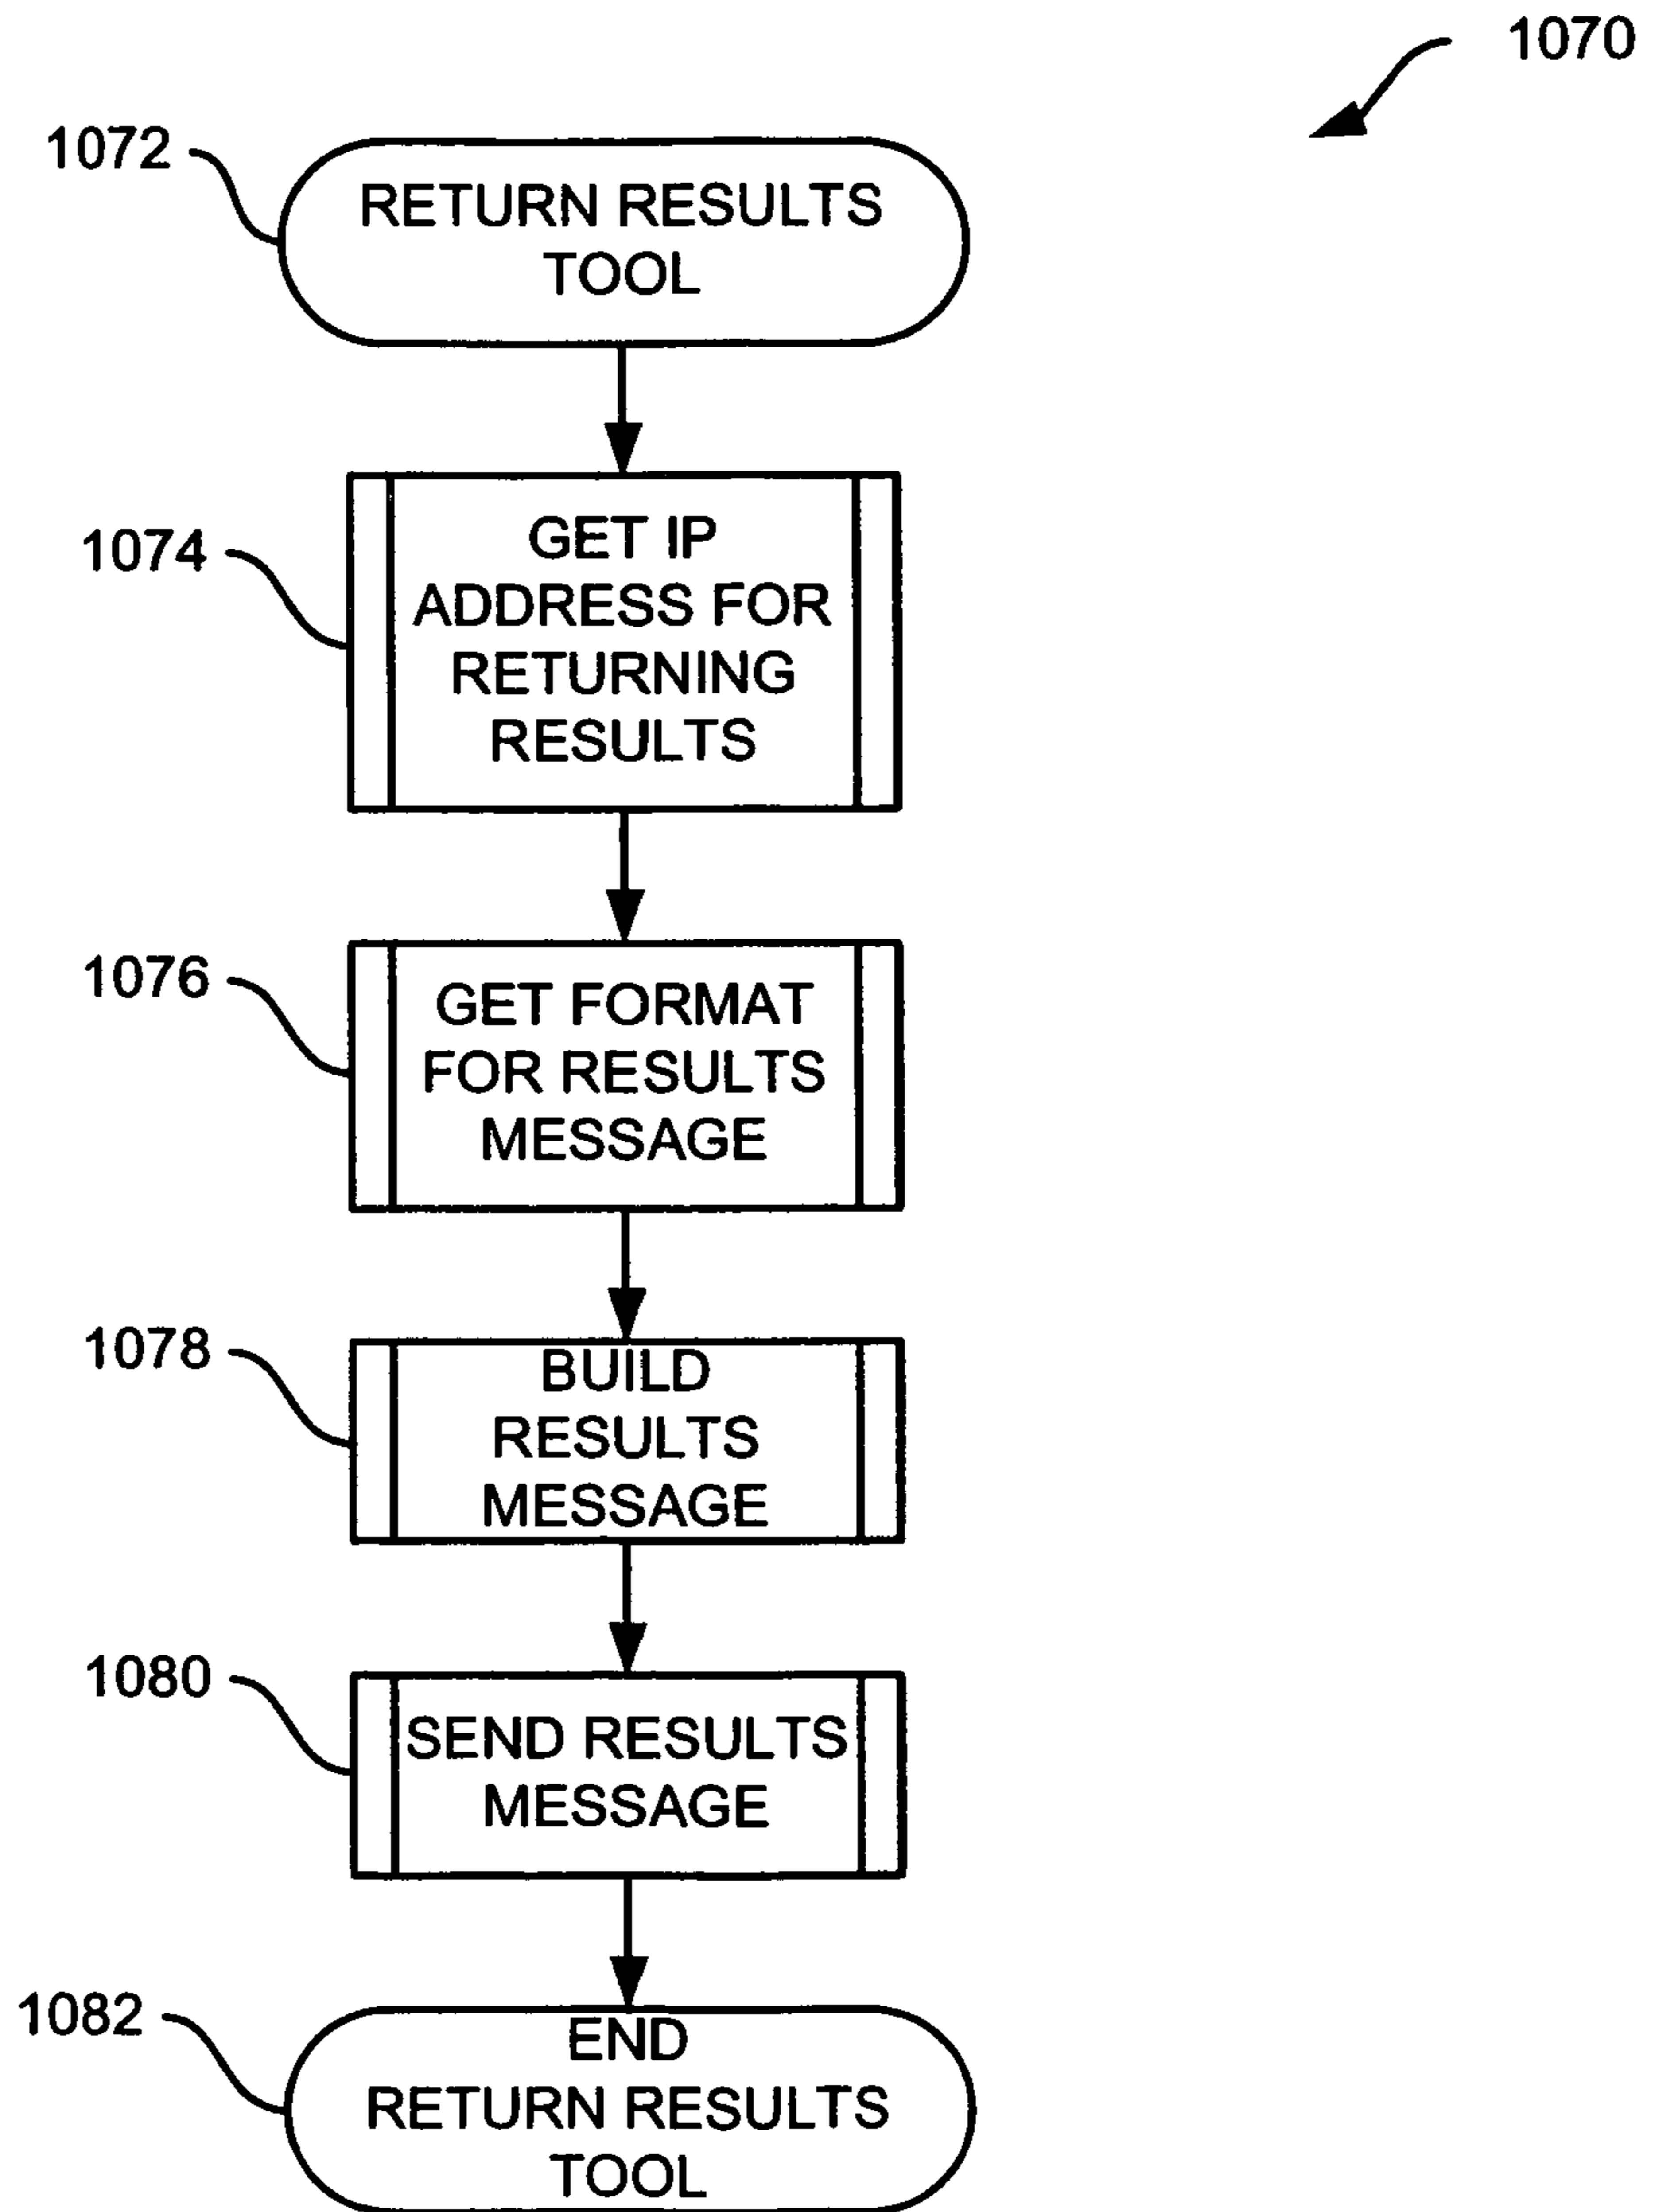 1070
1072
RETURN RESULTS
TOOL
1074
GET IP
ADDRESS FOR
RETURNING
RESULTS
1076
GET FORMAT
FOR RESULTS
MESSAGE
1078
BUILD
RESULTS
MESSAGE
1080
SEND RESULTS
MESSAGE
1082
END
RETURN RESULTS
TOOL